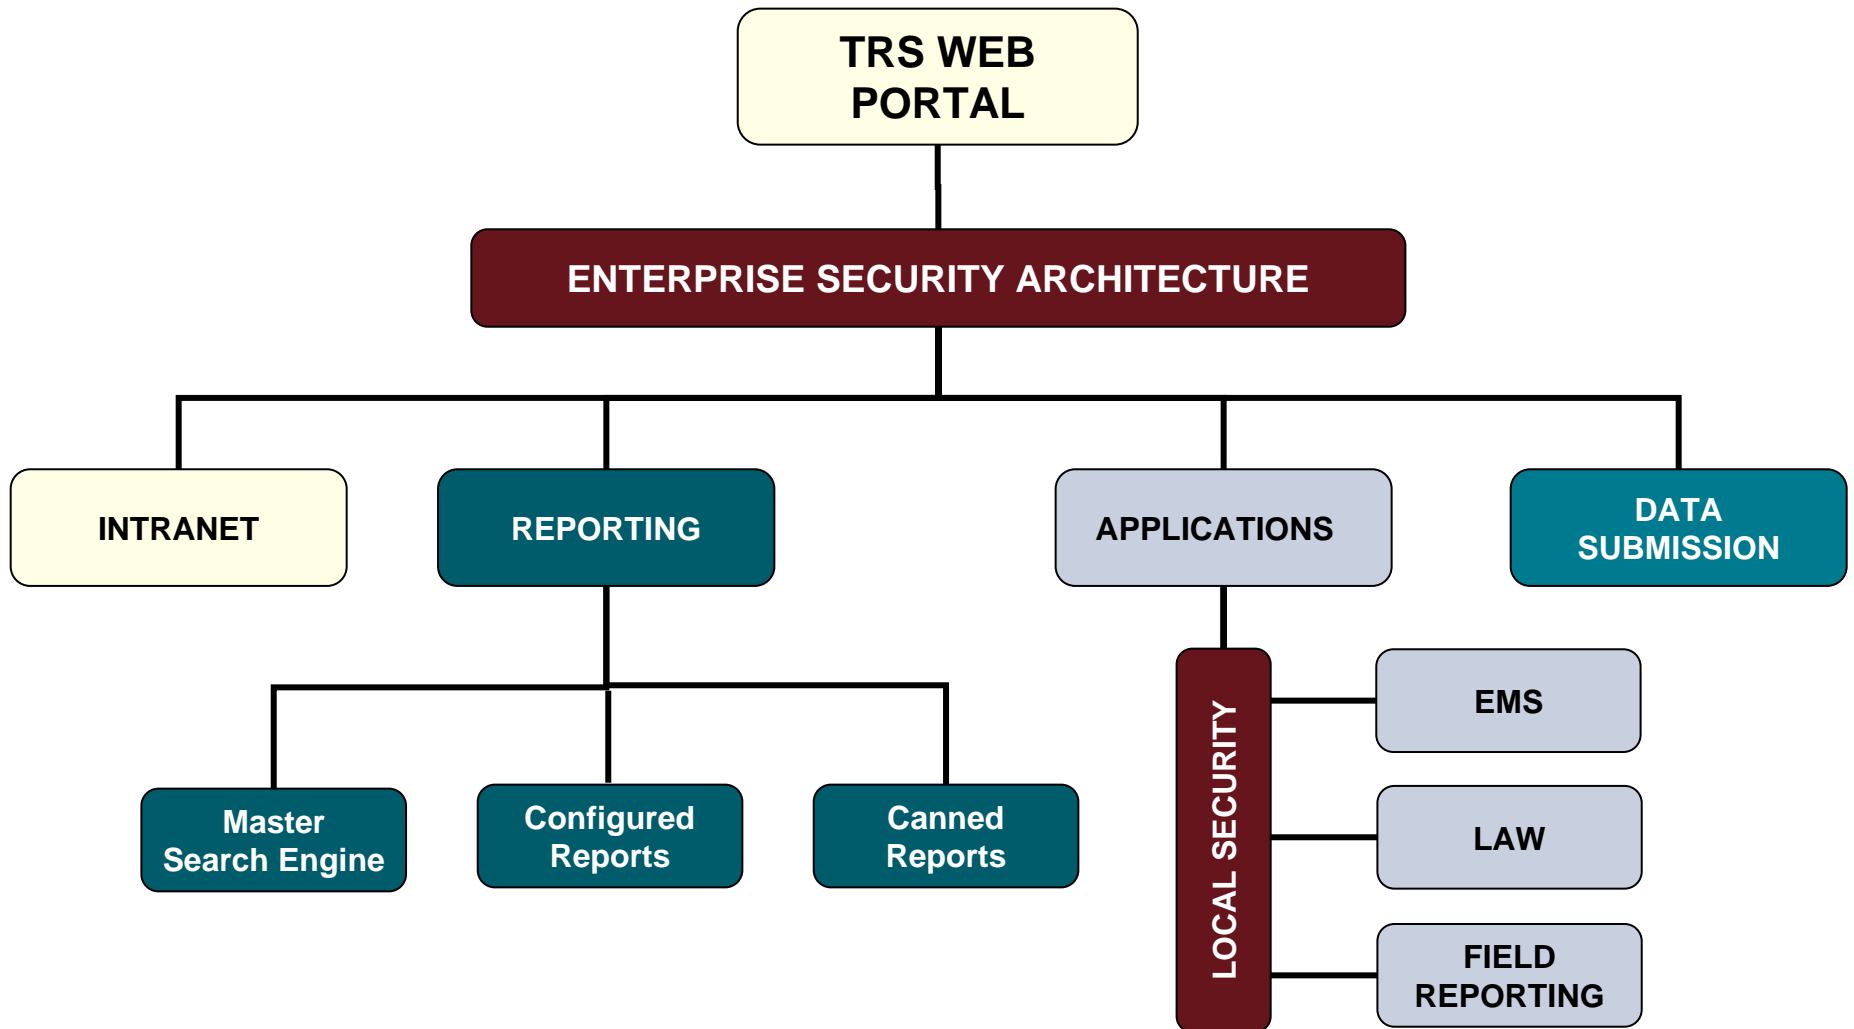 TRS WEB
PORTAL
ENTERPRISE SECURITY ARCHITECTURE
INTRANET
REPORTING
APPLICATIONS
DATA
SUBMISSION
Master
Search Engine
Configured
Reports
Canned
Reports
LOCAL SECURITY
EMS
LAW
FIELD
REPORTING